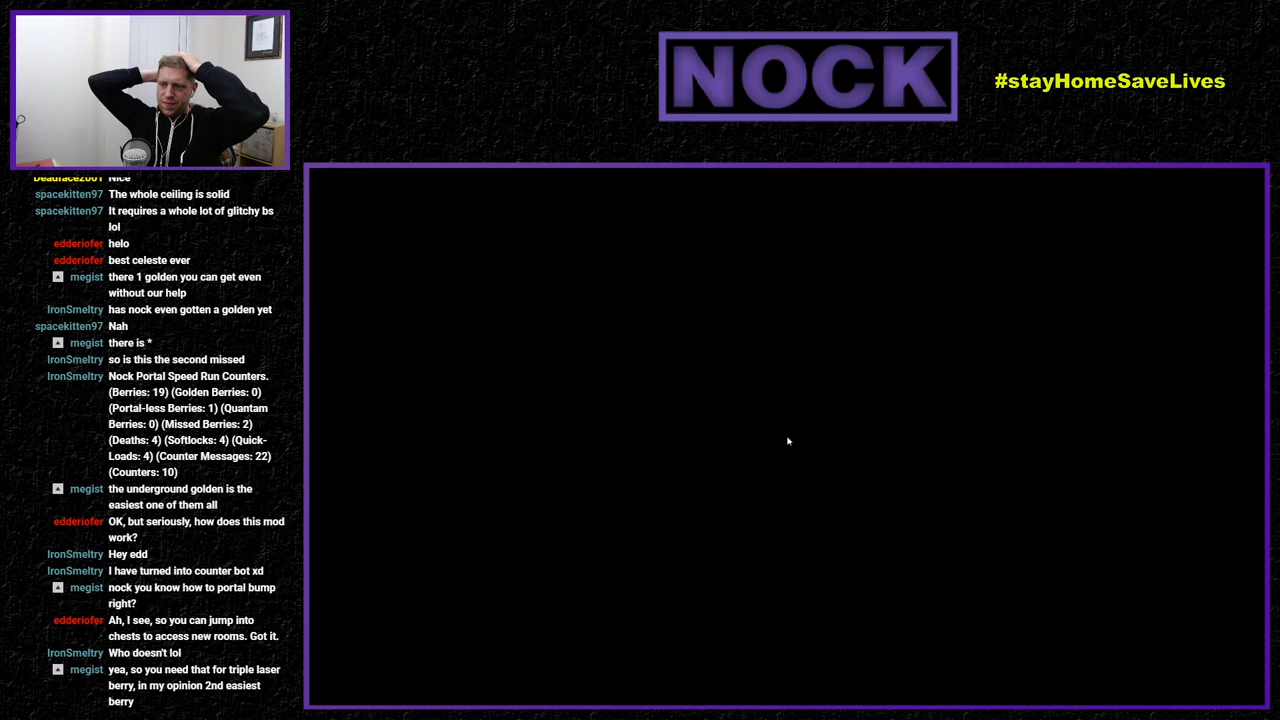 NOCK
#stayHomeSaveLives
Deadface2001 Nice
spacekitten97 The whole ceiling is solid
spacekitten97 It requires a whole lot of glitchy bs
lol
edderiofer helo
edderiofer best celeste ever
megist there 1 golden you can get even
without our help
IronSmeltry has nock even gotten a golden yet
spacekitten97 Nah
megist there is *
IronSmeltry so is this the second missed
IronSmeltry Nock Portal Speed Run Counters.
(Berries: 19) (Golden Berries: 0)
(Portal-less Berries: 1) (Quantam
Berries: 0) (Missed Berries: 2)
(Deaths: 4) (Softlocks: 4) (Quick-
Loads: 4) (Counter Messages: 22)
(Counters: 10)
megist the underground golden is the
easiest one of them all
edderiofer OK, but seriously, how does this mod
work?
IronSmeltry Hey edd
IronSmeltry I have turned into counter bot xd
megist nock you know how to portal bump
right?
edderiofer Ah, I see, so you can jump into
chests to access new rooms. Got it.
IronSmeltry Who doesn't lol
megist yea, so you need that for triple laser
berry, in my opinion 2nd easiest
berry